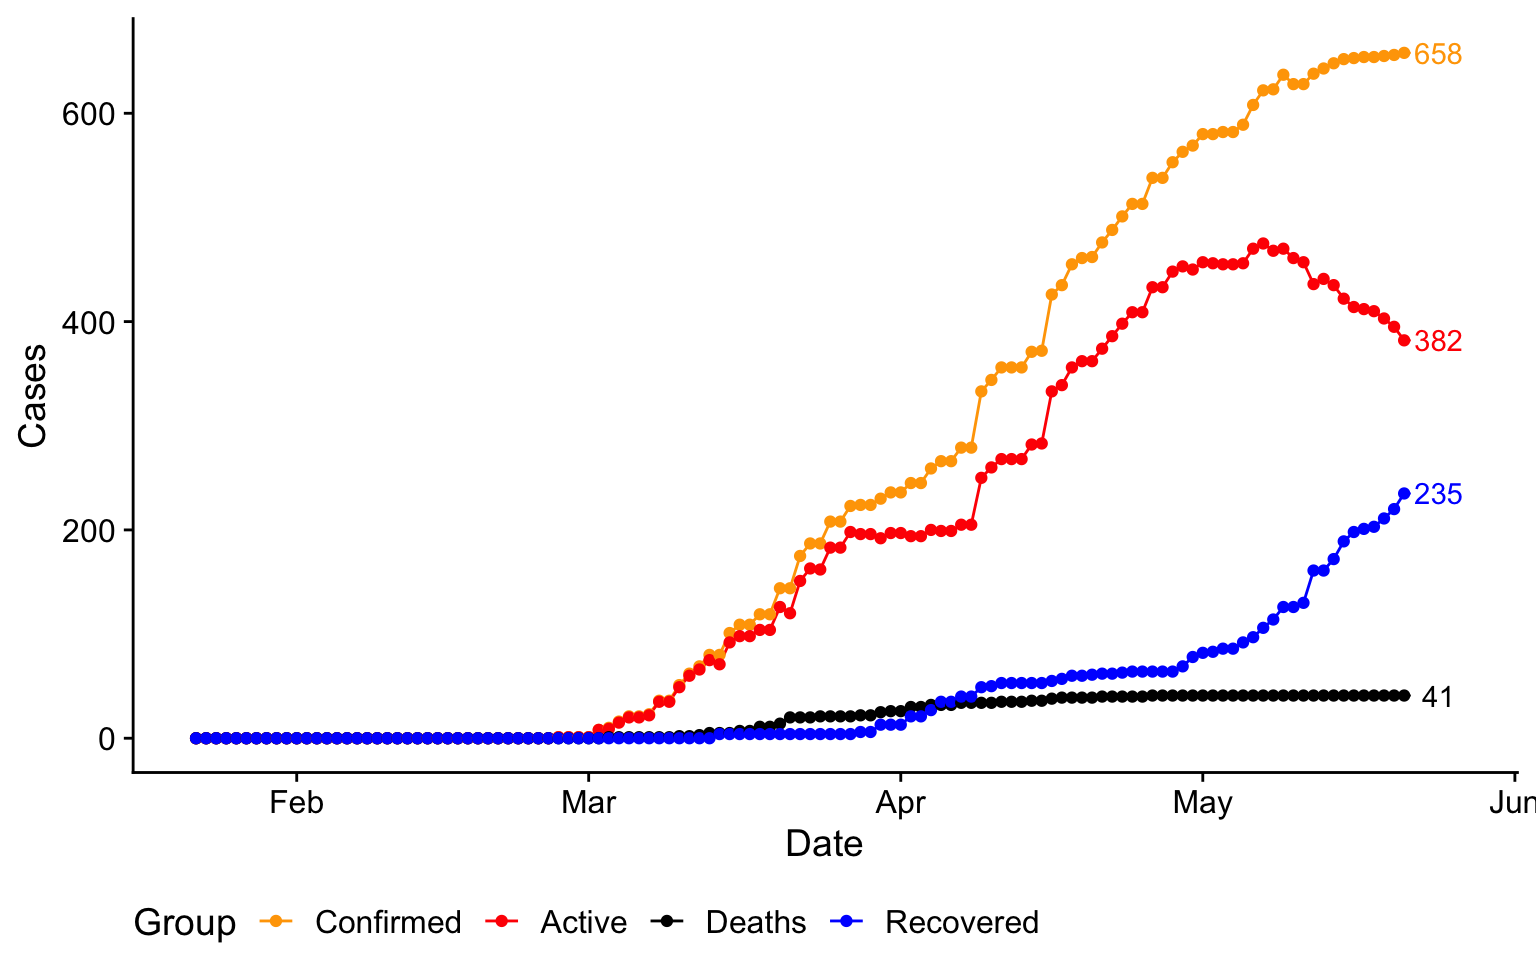 658
600
400
382
Cases
235
200
41
0
Feb Mar Apr May Jun
Date
Group Confirmed Active Deaths Recovered